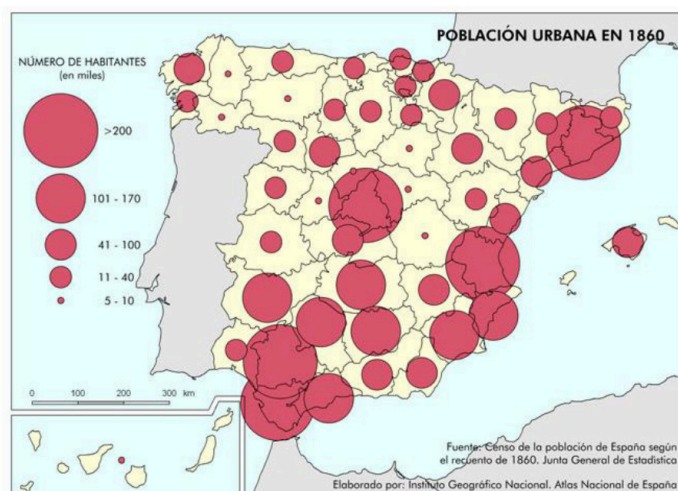 POBLACIÓN URBANA EN 1860
NÚMERO DE HABITANTES
(en miles)
>200
101 - 170
41 - 100
11 - 40
5 - 10
0 100 200 300 km
Fuente: Censo de la población de España según
el recuento de 1860. Junta General de Estadística
Elaborado por: Instituto Geográfico Nacional. Atlas Nacional de España